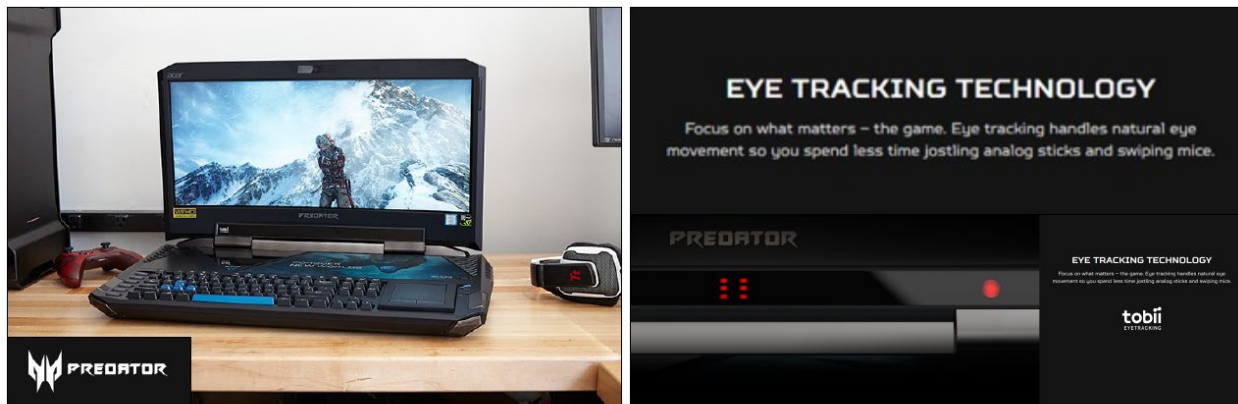 acer
PREDATOR
PREDATOR
EYE TRACKING TECHNOLOGY
Focus on what matters – the game. Eye tracking handles natural eye
movement so you spend less time jostling analog sticks and swiping mice.
PREDATOR
EYE TRACKING TECHNOLOGY
Focus on what matters – the game. Eye tracking handles natural eye
movement so you spend less time jostling analog sticks and swiping mice.
tobii
EYETRACKING